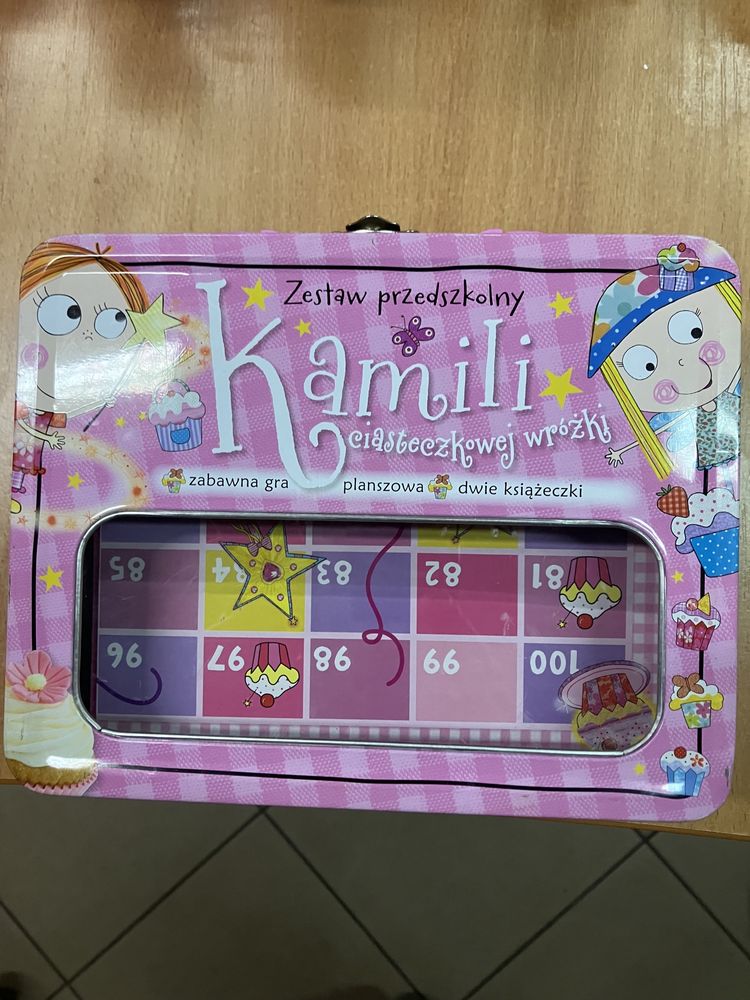 Zestaw przedszkolny
Kamili
ciasteczkowej wróżki
zabawna gra planszowa dwie książeczki
85 84 83 82 81
96 97 98 99 100